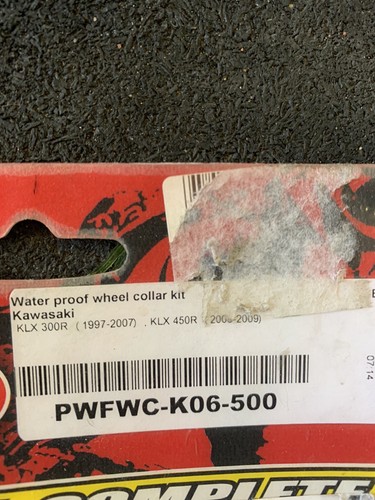 Water proof wheel collar kit
Kawasaki
KLX 300R (1997-2007) . KLX 450R (2008-2009)
07 14
PWFWC-K06-500
COMPLETE